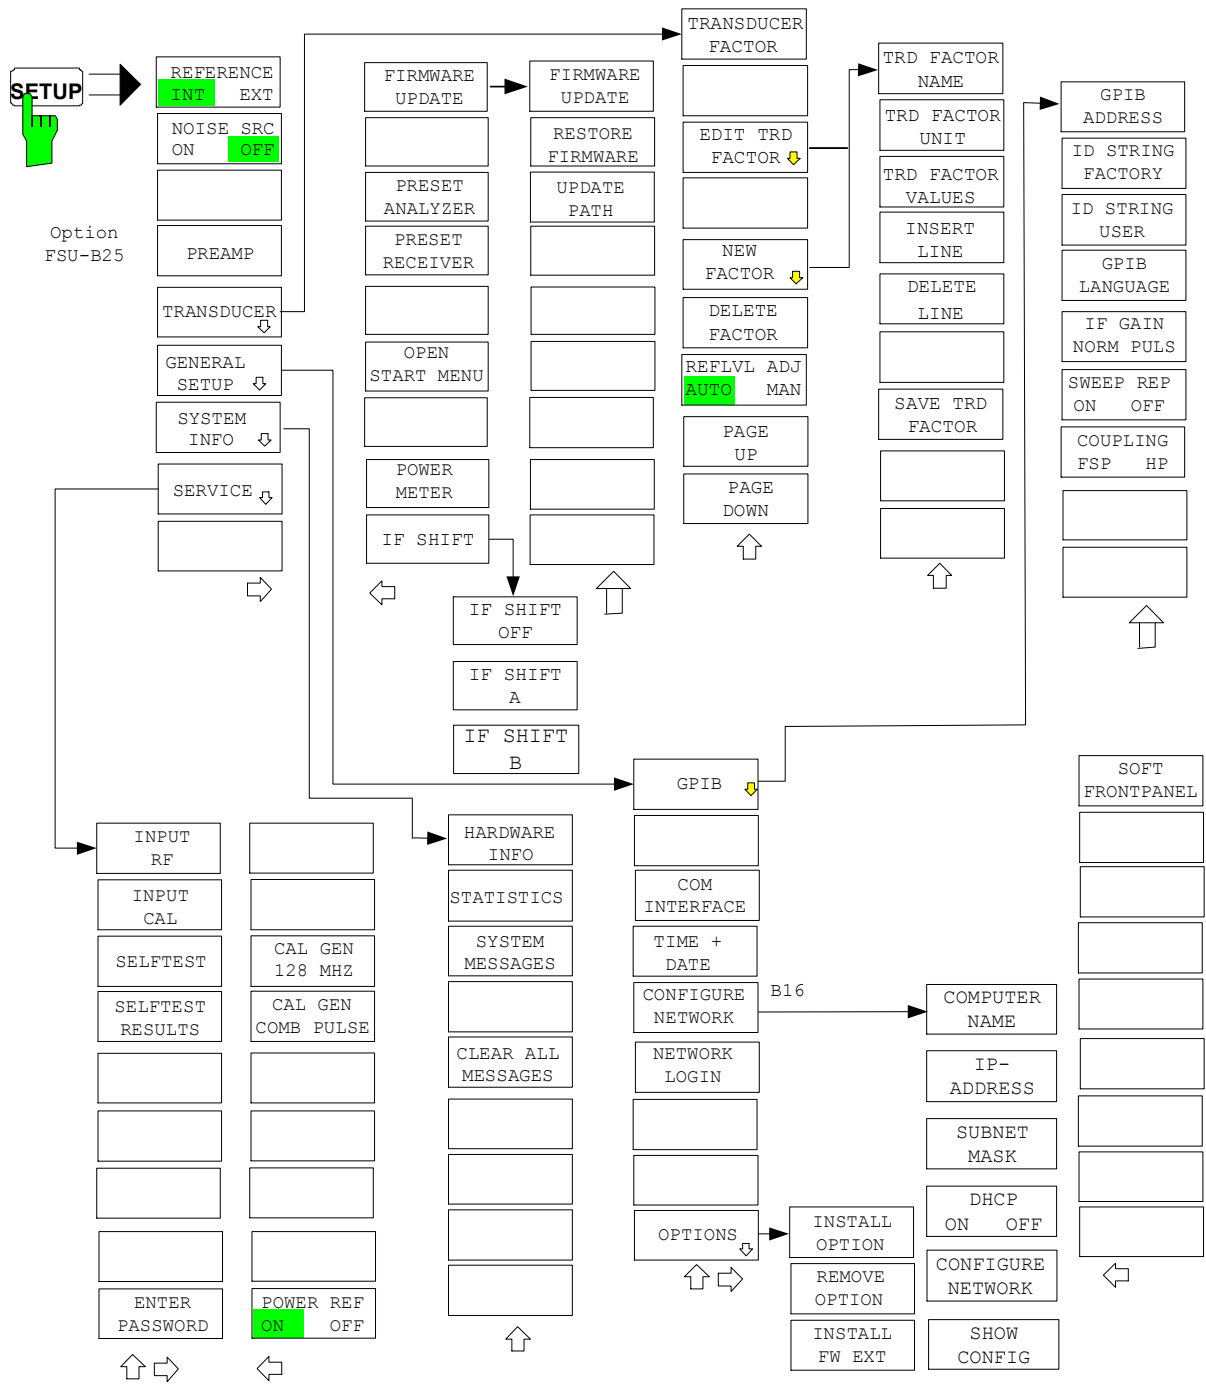 SETUP
REFERENCE
INT EXT
NOISE SRC
ON OFF
Option
FSU-B25
PREAMP
TRANSDUCER
GENERAL
SETUP
SYSTEM
INFO
SERVICE
FIRMWARE
UPDATE
PRESET
ANALYZER
PRESET
RECEIVER
OPEN
START MENU
POWER
METER
IF SHIFT
FIRMWARE
UPDATE
RESTORE
FIRMWARE
UPDATE
PATH
IF SHIFT
OFF
IF SHIFT
A
IF SHIFT
B
TRANSDUCER
FACTOR
EDIT TRD
FACTOR
NEW
FACTOR
DELETE
FACTOR
REFLVL ADJ
AUTO MAN
PAGE
UP
PAGE
DOWN
TRD FACTOR
NAME
TRD FACTOR
UNIT
TRD FACTOR
VALUES
INSERT
LINE
DELETE
LINE
SAVE TRD
FACTOR
GPIB
ADDRESS
ID STRING
FACTORY
ID STRING
USER
GPIB
LANGUAGE
IF GAIN
NORM PULS
SWEEP REP
ON OFF
COUPLING
FSP HP
INPUT
RF
INPUT
CAL
SELFTEST
SELFTEST
RESULTS
ENTER
PASSWORD
CAL GEN
128 MHZ
CAL GEN
COMB PULSE
POWER REF
ON OFF
HARDWARE
INFO
STATISTICS
SYSTEM
MESSAGES
CLEAR ALL
MESSAGES
GPIB
COM
INTERFACE
TIME +
DATE
CONFIGURE
NETWORK
B16
NETWORK
LOGIN
OPTIONS
INSTALL
OPTION
REMOVE
OPTION
INSTALL
FW EXT
COMPUTER
NAME
IP-
ADDRESS
SUBNET
MASK
DHCP
ON OFF
CONFIGURE
NETWORK
SHOW
CONFIG
SOFT
FRONTPANEL